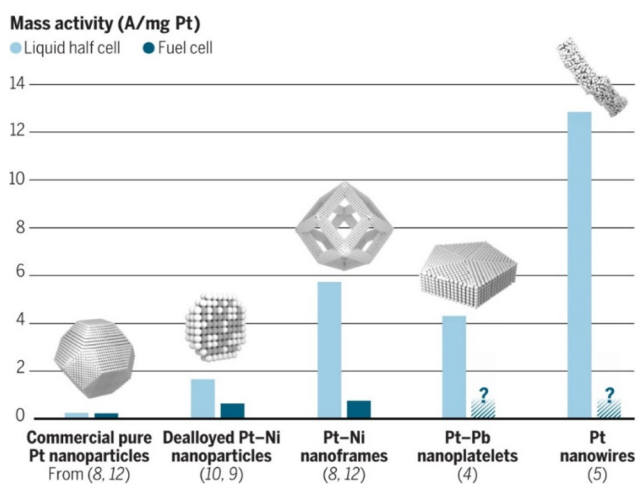 Mass activity (A/mg Pt)
Liquid half cell Fuel cell
14
12
10
8
6
4
2
0
? ?
Commercial pure Dealloyed Pt–Ni Pt–Ni Pt–Pb Pt
Pt nanoparticles nanoparticles nanoframes nanoplatelets nanowires
From (8, 12) (10, 9) (8, 12) (4) (5)